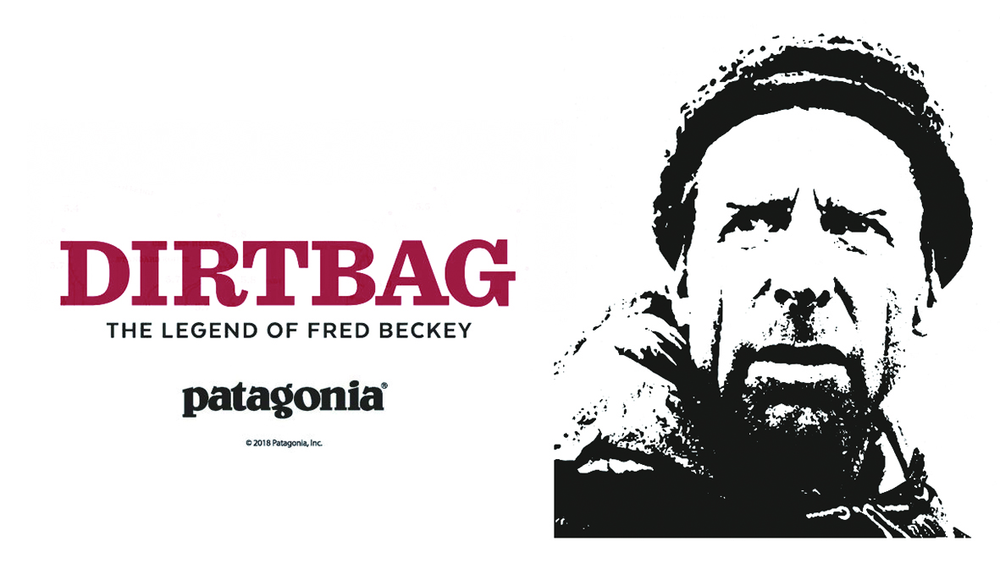 DIRTBAG
THE LEGEND OF FRED BECKEY
patagonia®
© 2018 Patagonia, Inc.